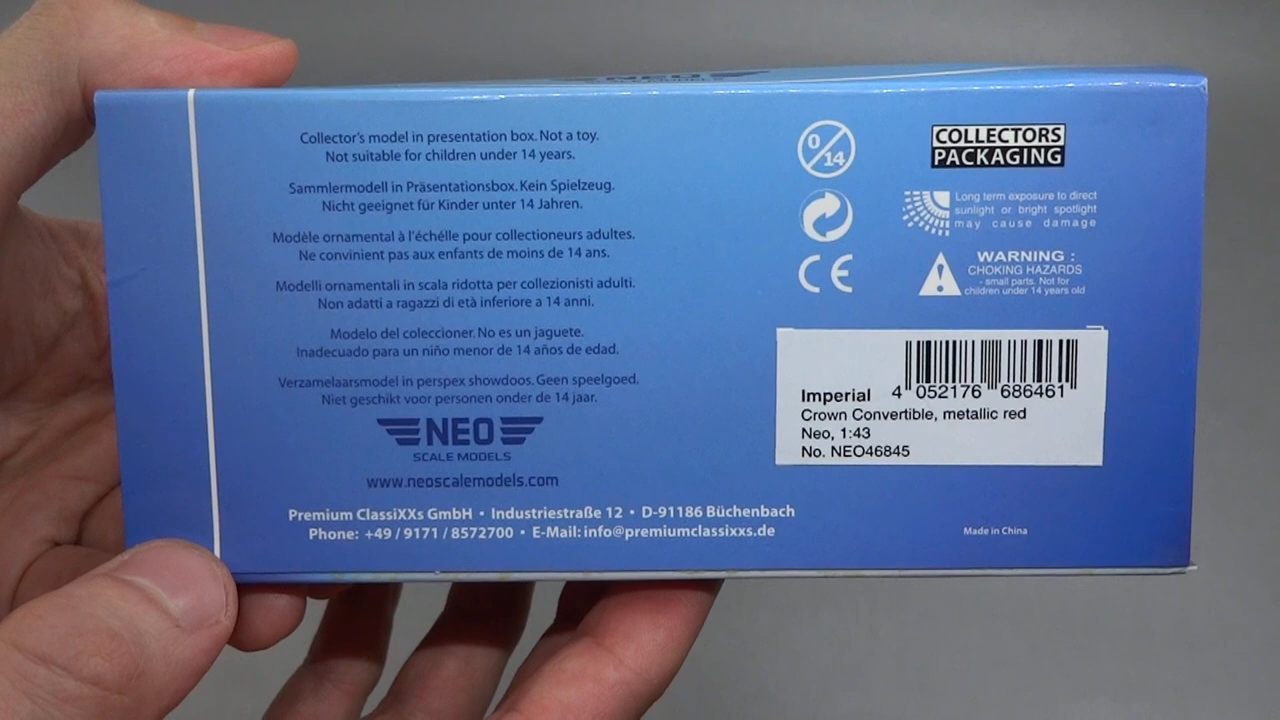 NEO
Collector's model in presentation box. Not a toy.
Not suitable for children under 14 years.
Sammlermodell in Präsentationsbox. Kein Spielzeug.
Nicht geeignet für Kinder unter 14 Jahren.
Modèle ornamental à l'échélle pour collectioneurs adultes.
Ne convinient pas aux enfants de moins de 14 ans.
Modelli ornamentali in scala ridotta per collezionisti adulti.
Non adatti a ragazzi di età inferiore a 14 anni.
Modelo del coleccioner. No es un jaguete.
Inadecuado para un niño menor de 14 años de edad.
Verzamelaarsmodel in perspex showdoos. Geen speelgoed.
Niet geschikt voor personen onder de 14 jaar.
NEO
SCALE MODELS
www.neoscalemodels.com
Premium ClassiXXs GmbH • Industriestraße 12 • D-91186 Büchenbach
Phone: +49 / 9171 / 8572700 • E-Mail: info@premiumclassixxs.de
0/14
CE
COLLECTORS
PACKAGING
Long term exposure to direct
sunlight or bright spotlight
may cause damage
WARNING :
CHOKING HAZARDS
- small parts. Not for
children under 14 years old
4 052176 686461
Imperial
Crown Convertible, metallic red
Neo, 1:43
No. NEO46845
Made in China